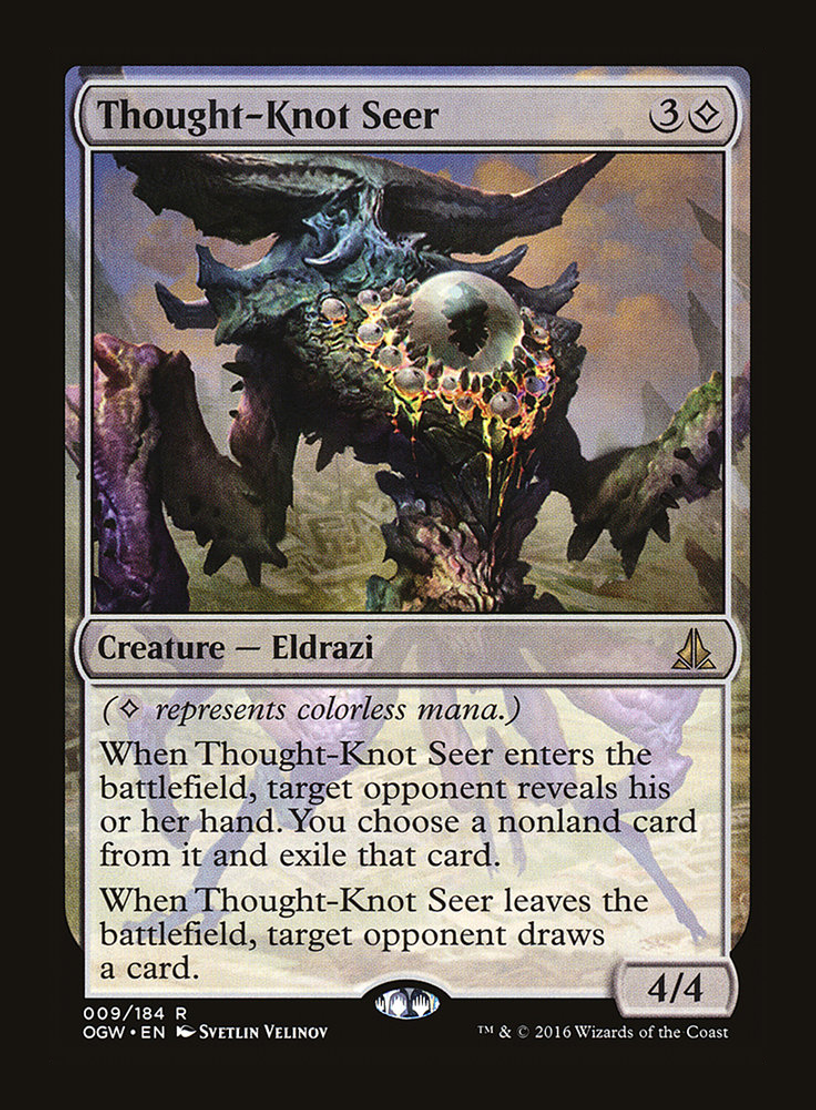 Thought-Knot Seer 3
Creature — Eldrazi
( represents colorless mana.)
When Thought-Knot Seer enters the
battlefield, target opponent reveals his
or her hand. You choose a nonland card
from it and exile that card.
When Thought-Knot Seer leaves the
battlefield, target opponent draws
a card.
4/4
009/184 R
OGW • EN Svetlin Velinov
™ & © 2016 Wizards of the Coast